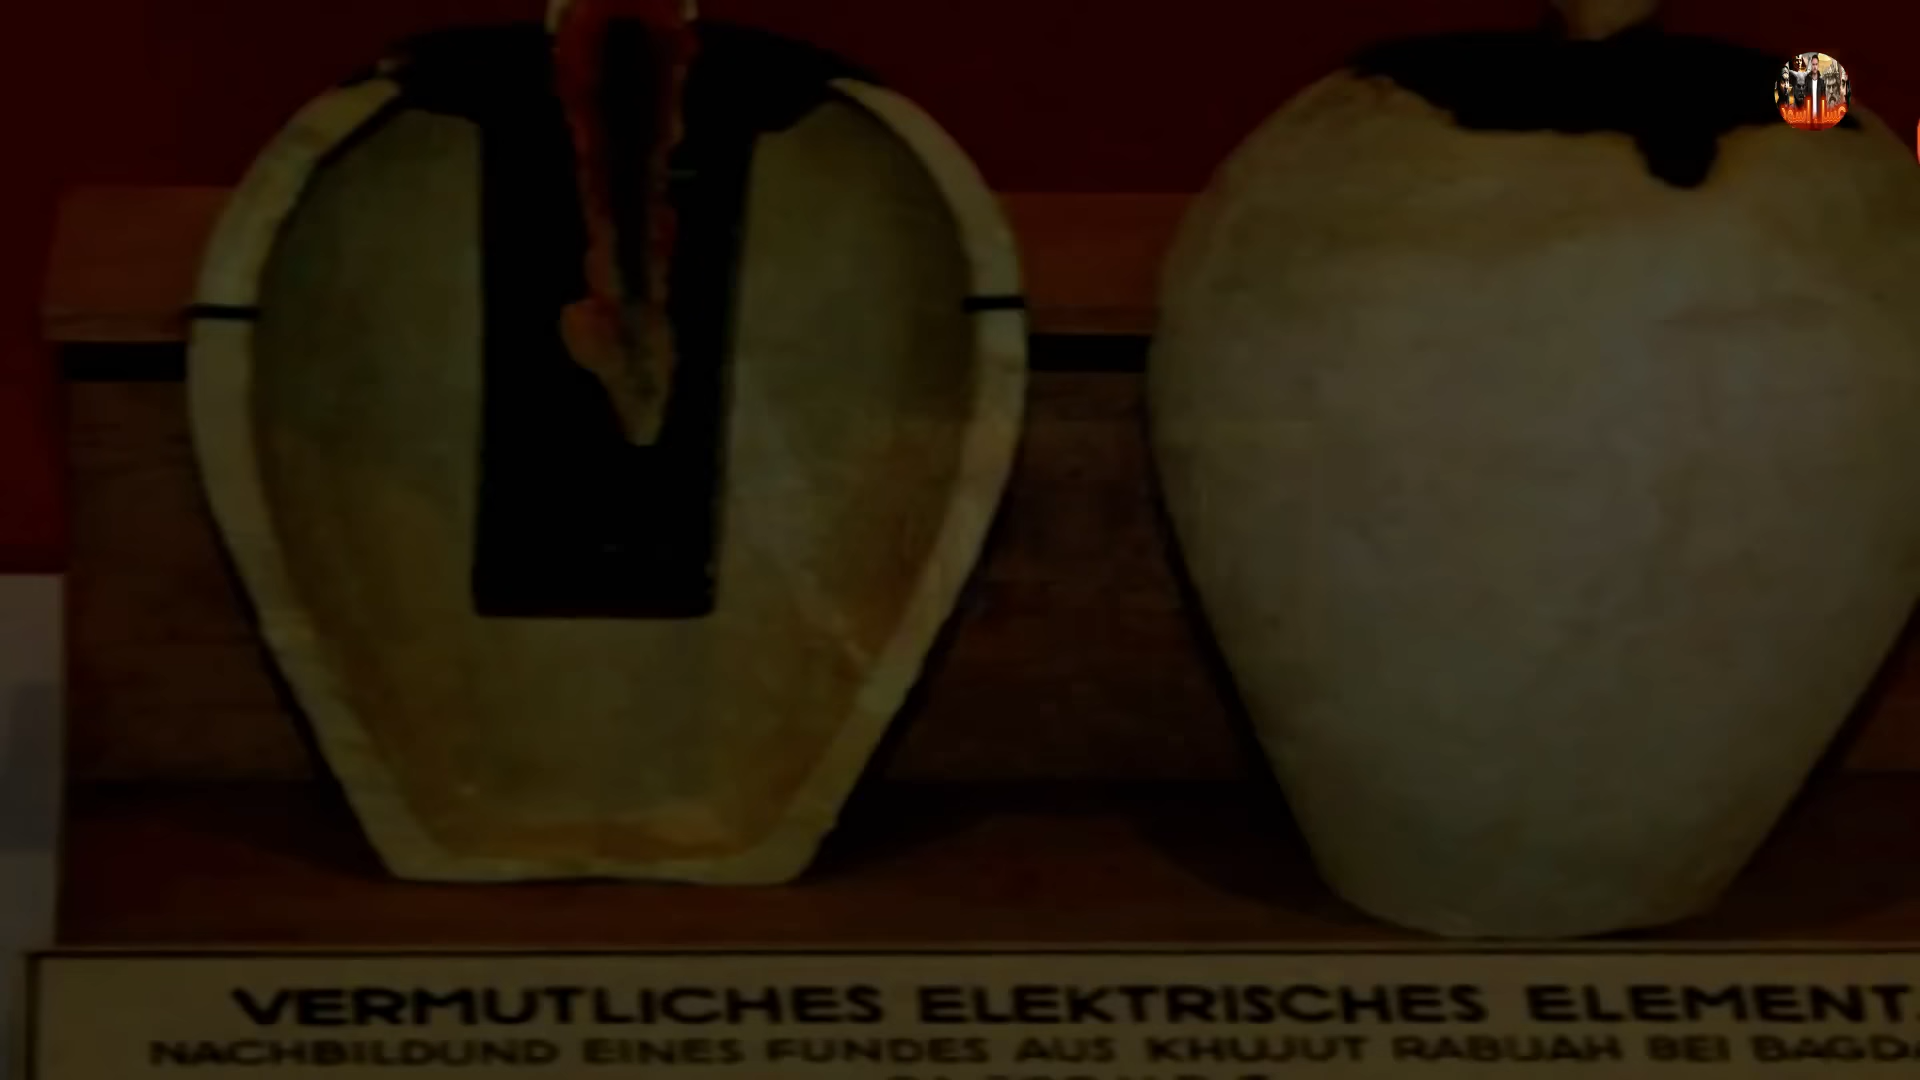 VERMUTLICHES ELEKTRISCHES ELEMENT
NACHBILDUND EINES FUNDES AUS KHUJUT RABUAH BEI